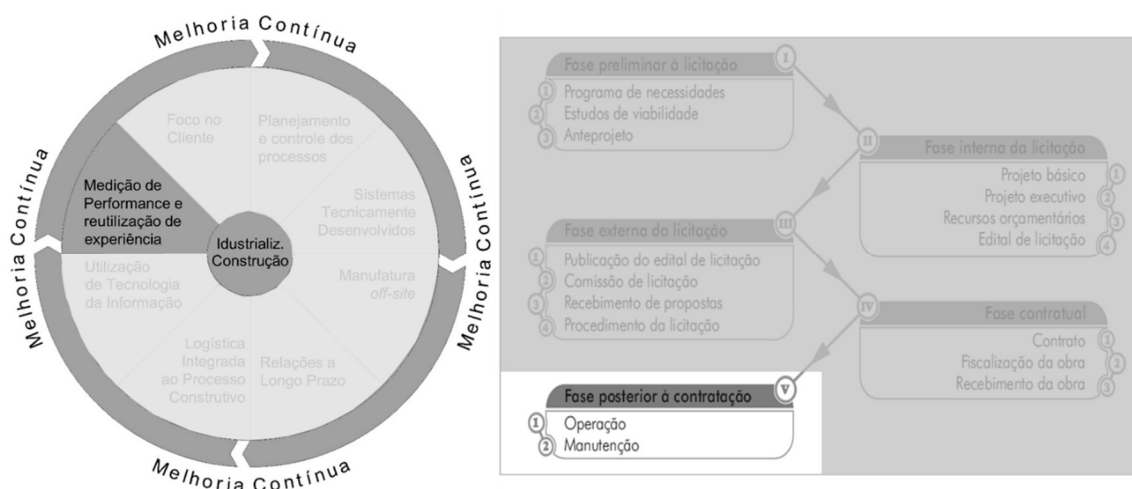 Melhoria Contínua
Melhoria Contínua
Melhoria Contínua
Melhoria Contínua
Melhoria Contínua
Foco no
Cliente
Planejamento
e controle dos
processos
Sistemas
Tecnicamente
Desenvolvidos
Manufatura
off-site
Relações a
Longo Prazo
Logística
Integrada
ao Processo
Construtivo
Utilização
de Tecnologia
da Informação
Medição de
Performance e
reutilização de
experiência
Idustrializ.
Construção
I
Fase preliminar à licitação
1 Programa de necessidades
2 Estudos de viabilidade
3 Anteprojeto
II
Fase interna da licitação
Projeto básico 1
Projeto executivo 2
Recursos orçamentários 3
Edital de licitação 4
III
Fase externa da licitação
1 Publicação do edital de licitação
2 Comissão de licitação
3 Recebimento de propostas
4 Procedimento da licitação
IV
Fase contratual
Contrato 1
Fiscalização da obra 2
Recebimento da obra 3
V
Fase posterior à contratação
1 Operação
2 Manutenção